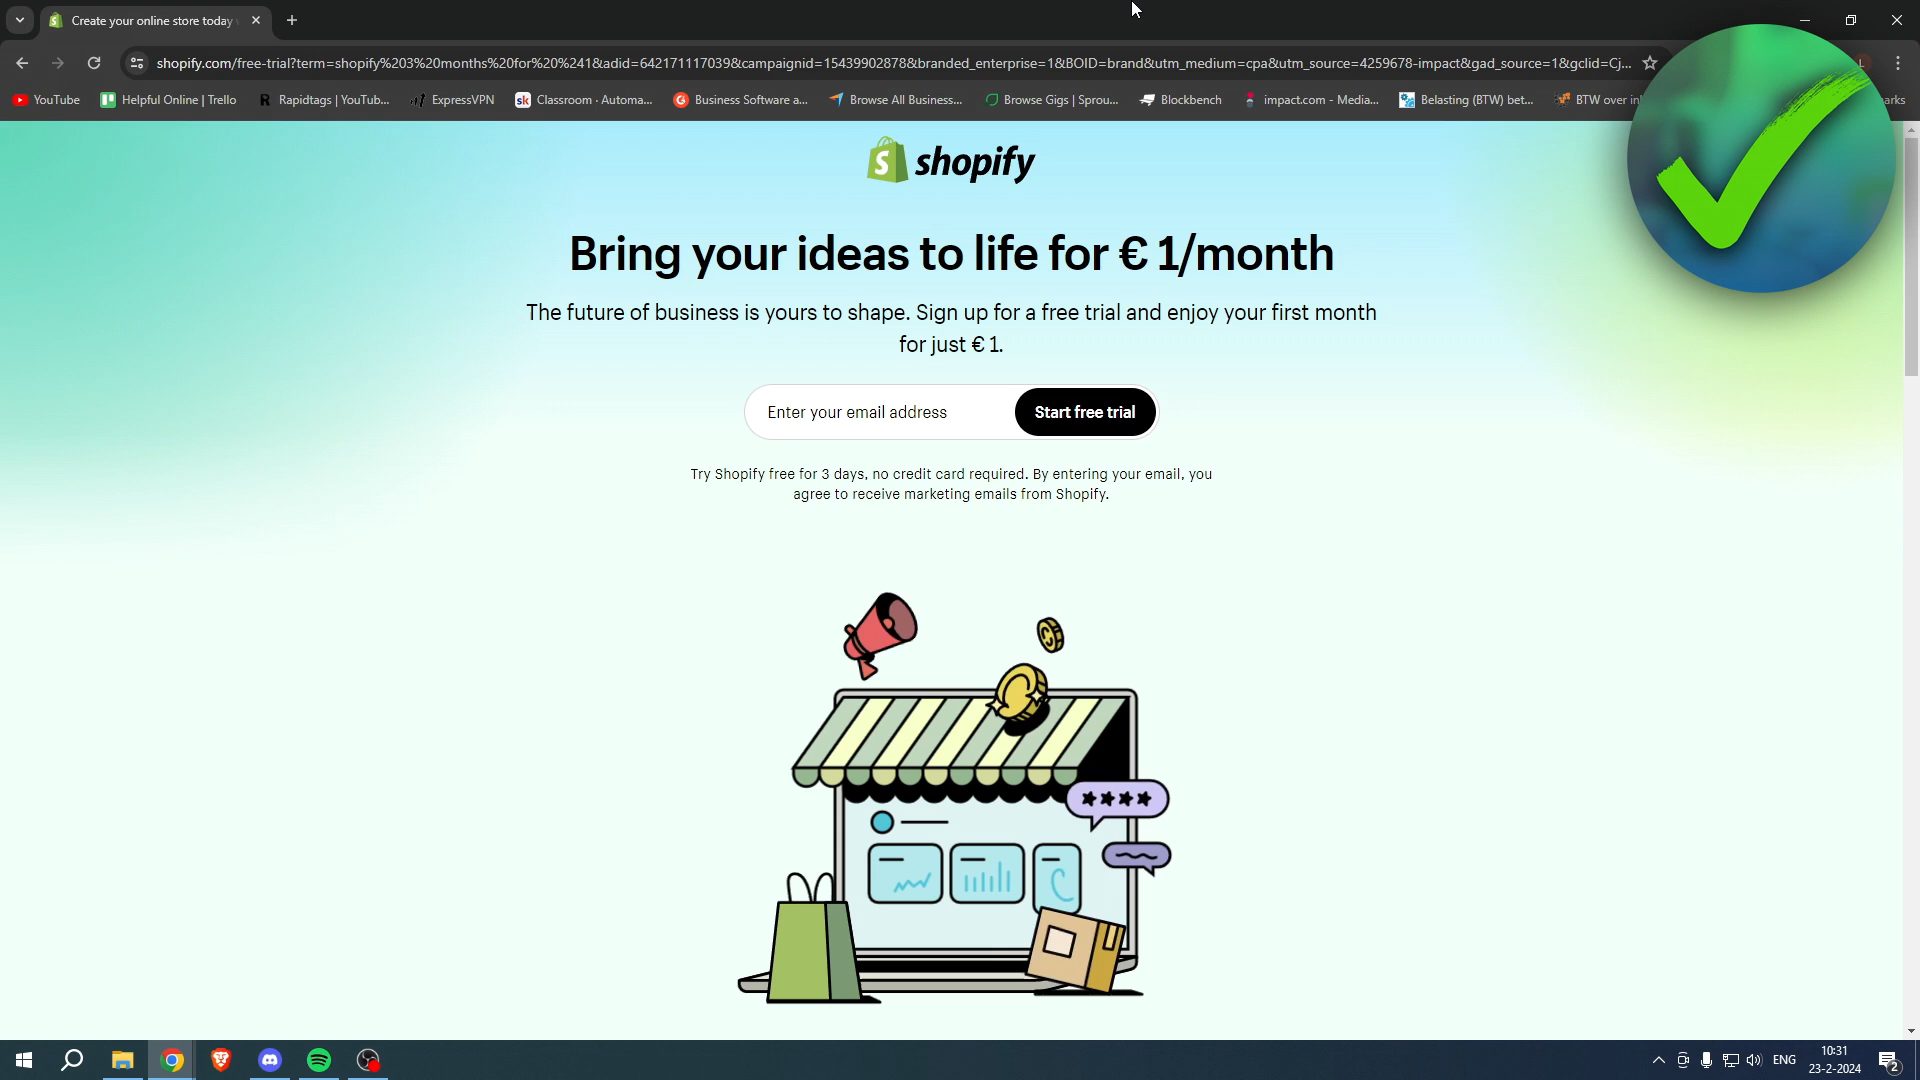 Create your online store today
shopify.com/free-trial?term=shopify%203%20months%20for%20%241&adid=642171117039&campaignid=15439902878&branded_enterprise=1&BOID=brand&utm_medium=cpa&utm_source=4259678-impact&gad_source=1&gclid=Cj...
YouTube
Helpful Online | Trello
Rapidtags | YouTub...
ExpressVPN
Classroom · Automa...
Business Software a...
Browse All Business...
Browse Gigs | Sprou...
Blockbench
impact.com - Media...
Belasting (BTW) bet...
BTW over in
arks
shopify
Bring your ideas to life for € 1/month
The future of business is yours to shape. Sign up for a free trial and enjoy your first month
for just € 1.
Enter your email address
Start free trial
Try Shopify free for 3 days, no credit card required. By entering your email, you
agree to receive marketing emails from Shopify.
ENG
10:31
23-2-2024
2